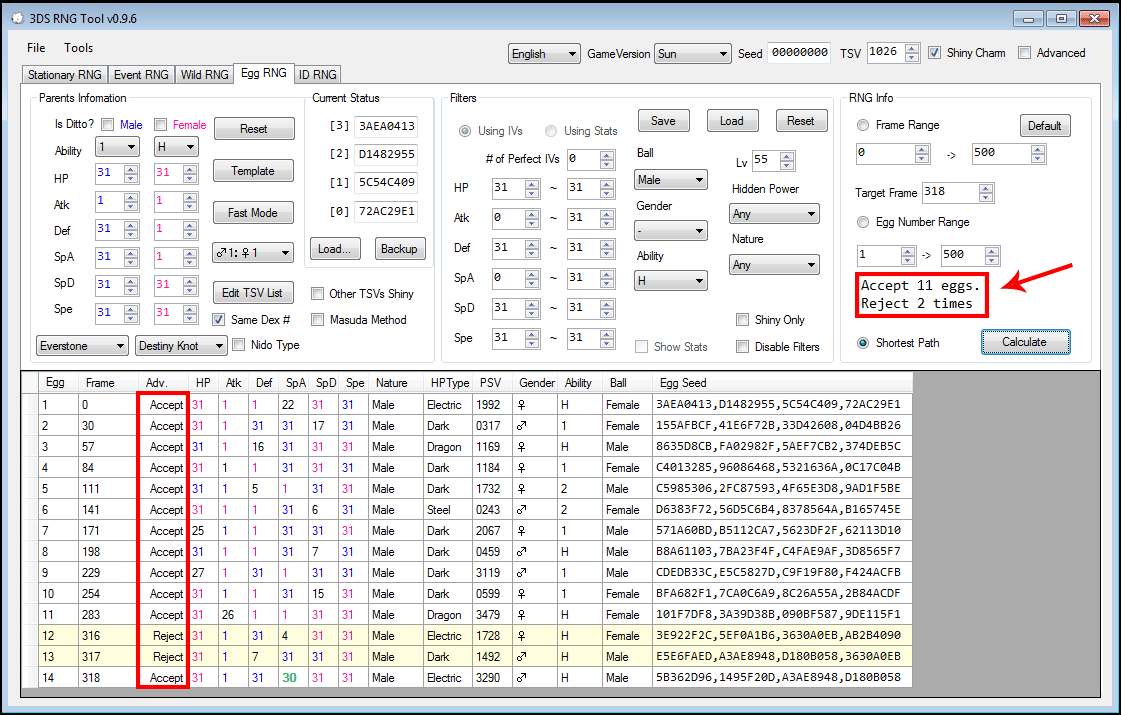 3DS RNG Tool v0.9.6
File Tools
English GameVersion Sun Seed 00000000 TSV 1026 Shiny Charm Advanced
Stationary RNG Event RNG Wild RNG Egg RNG ID RNG
Parents Infomation
Is Ditto? Male Female Reset
Ability 1 H
HP 31 31 Template
Atk 1 1
Def 31 1 Fast Mode
SpA 31 1 ♂1: ♀1
SpD 31 1 Edit TSV List
Spe 31 31 Same Dex #
Everstone Destiny Knot Nido Type
Current Status
[3] 3AEA0413
[2] D1482955
[1] 5C54C409
[0] 72AC29E1
Load... Backup
Other TSVs Shiny
Masuda Method
Filters
Using IVs Using Stats Save Load Reset
# of Perfect IVs 0 Ball Lv 55
HP 31 ~ 31 Male Hidden Power
Atk 0 ~ 31 Gender - Any
Def 31 ~ 31 Nature
SpA 0 ~ 31 Ability H Any
SpD 31 ~ 31 Shiny Only
Spe 31 ~ 31 Show Stats Disable Filters
RNG Info
Frame Range Default
0 -> 500
Target Frame 318
Egg Number Range
1 -> 500
Accept 11 eggs.
Reject 2 times
Shortest Path Calculate
Egg Frame Adv. HP Atk Def SpA SpD Spe Nature HPType PSV Gender Ability Ball Egg Seed
1 0 Accept 31 1 1 22 31 31 Male Electric 1992 ♀ H Female 3AEA0413,D1482955,5C54C409,72AC29E1
2 30 Accept 31 1 31 31 17 31 Male Dark 0317 ♂ 1 Female 155AFBCF,41E6F72B,33D42608,04D4BB26
3 57 Accept 31 1 16 31 31 31 Male Dragon 1169 ♀ H Male 8635D8CB,FA02982F,5AEF7CB2,374DEB5C
4 84 Accept 31 1 1 31 31 31 Male Dark 1184 ♀ 1 Female C4013285,96086468,5321636A,0C17C04B
5 111 Accept 31 1 5 1 31 31 Male Dark 1732 ♀ 2 Male C5985306,2FC87593,4F65E3D8,9AD1F5BE
6 141 Accept 31 1 31 31 6 31 Male Steel 0243 ♂ 2 Female D6383F72,56D5C6B4,8378564A,B165745E
7 171 Accept 25 1 1 31 31 31 Male Dark 2067 ♀ 1 Male 571A60BD,B5112CA7,5623DF2F,62113D10
8 198 Accept 31 1 1 31 7 31 Male Dark 0459 ♂ H Male B8A61103,7BA23F4F,C4FAE9AF,3D8565F7
9 229 Accept 27 1 31 1 31 31 Male Dark 3119 ♂ 1 Male CDEDB33C,E5C5827D,C9F19F80,F424ACFB
10 254 Accept 31 1 1 31 15 31 Male Dark 0599 ♀ 1 Female BFA682F1,7CA0C6A9,8C26A55A,2B84ACDF
11 283 Accept 31 26 1 1 31 31 Male Dragon 3479 ♀ H Female 101F7DF8,3A39D38B,090BF587,9DE115F1
12 316 Reject 31 1 31 4 31 31 Male Electric 1728 ♀ H Female 3E922F2C,5EF0A1B6,3630A0EB,AB2B4090
13 317 Reject 31 1 7 31 31 31 Male Dark 1492 ♂ H Male E5E6FAED,A3AE8948,D180B058,3630A0EB
14 318 Accept 31 1 31 30 31 31 Male Electric 3290 ♂ H Male 5B362D96,1495F20D,A3AE8948,D180B058